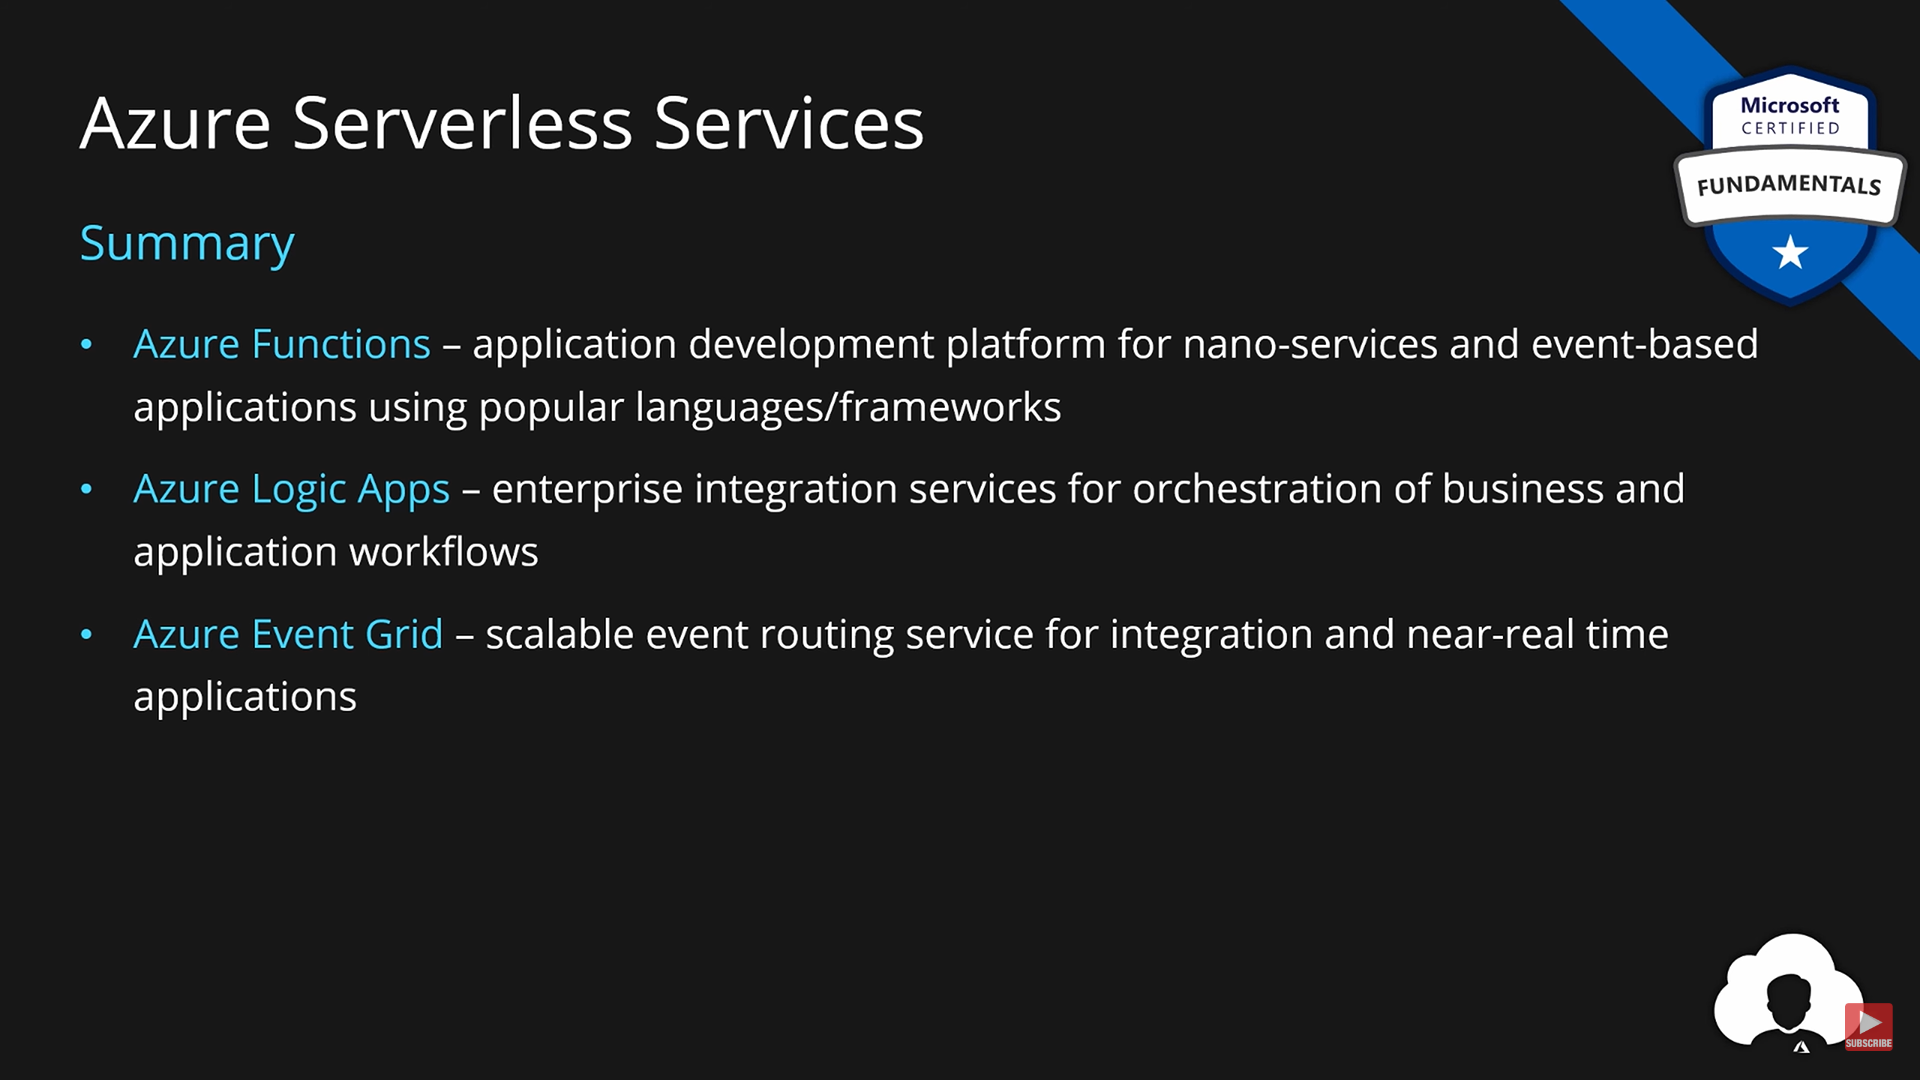 Azure Serverless Services
Microsoft
CERTIFIED
FUNDAMENTALS
Summary
• Azure Functions – application development platform for nano-services and event-based
applications using popular languages/frameworks
• Azure Logic Apps – enterprise integration services for orchestration of business and
application workflows
• Azure Event Grid – scalable event routing service for integration and near-real time
applications
SUBSCRIBE